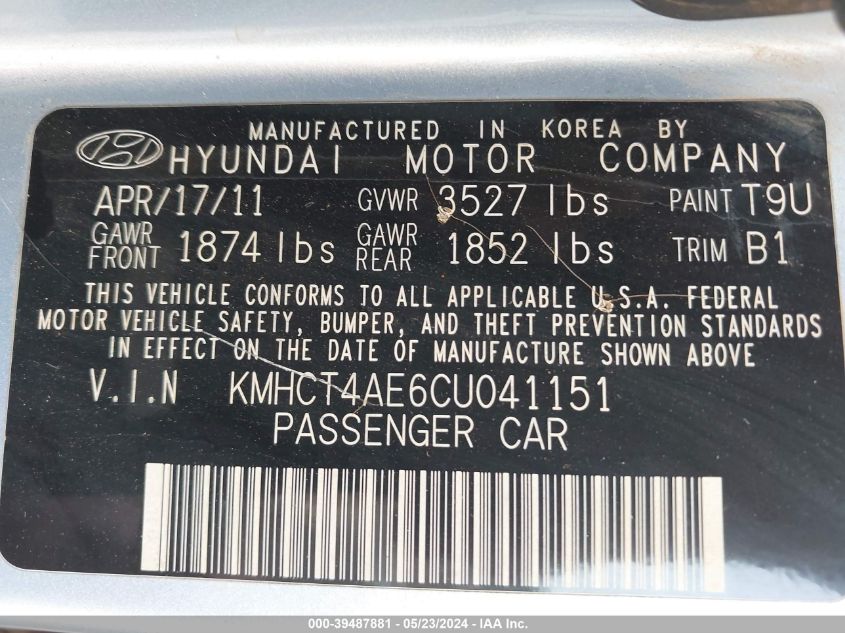 MANUFACTURED IN KOREA BY
HYUNDAI MOTOR COMPANY
APR/17/11 GVWR 3527 lbs PAINT T9U
GAWR FRONT 1874 lbs GAWR REAR 1852 lbs TRIM B1
THIS VEHICLE CONFORMS TO ALL APPLICABLE U.S.A. FEDERAL
MOTOR VEHICLE SAFETY, BUMPER, AND THEFT PREVENTION STANDARDS
IN EFFECT ON THE DATE OF MANUFACTURE SHOWN ABOVE
V.I.N KMHCT4AE6CU041151
PASSENGER CAR
000-39487881 - 05/23/2024 - IAA Inc.